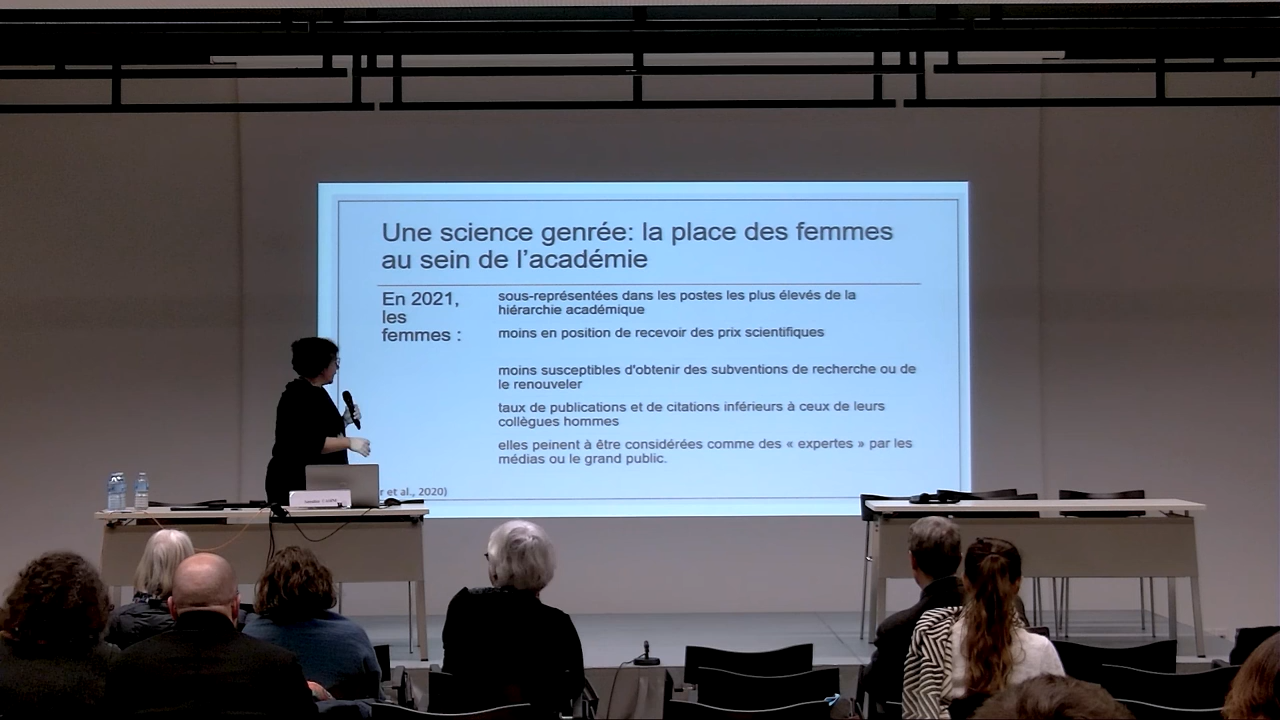 Une science genrée: la place des femmes
au sein de l'académie
En 2021,
les
femmes :
sous-représentées dans les postes les plus élevés de la
hiérarchie académique
moins en position de recevoir des prix scientifiques
moins susceptibles d'obtenir des subventions de recherche ou de
le renouveler
taux de publications et de citations inférieurs à ceux de leurs
collègues hommes
elles peinent à être considérées comme des « expertes » par les
médias ou le grand public.
r et al., 2020)